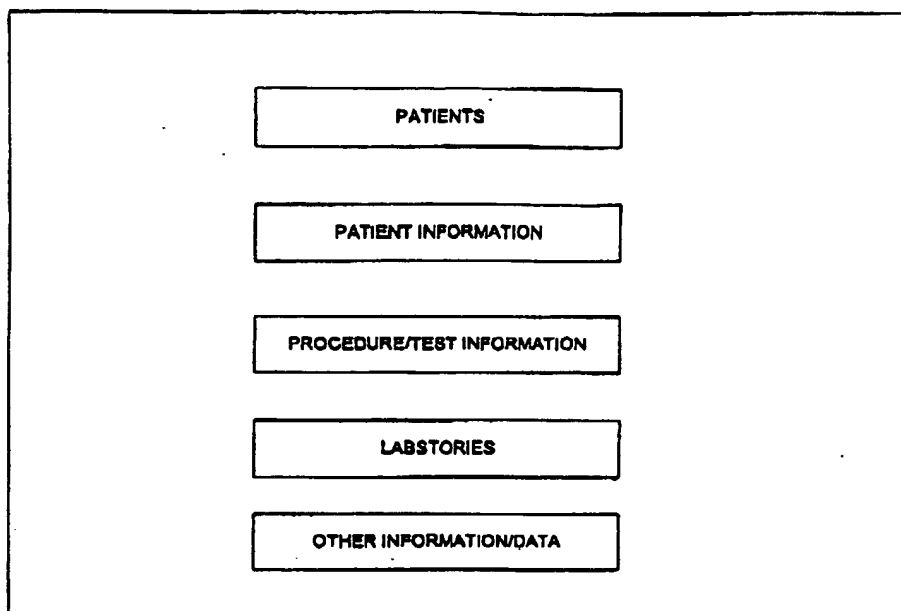 PATIENTS
PATIENT INFORMATION
PROCEDURE/TEST INFORMATION
LABSTORIES
OTHER INFORMATION/DATA